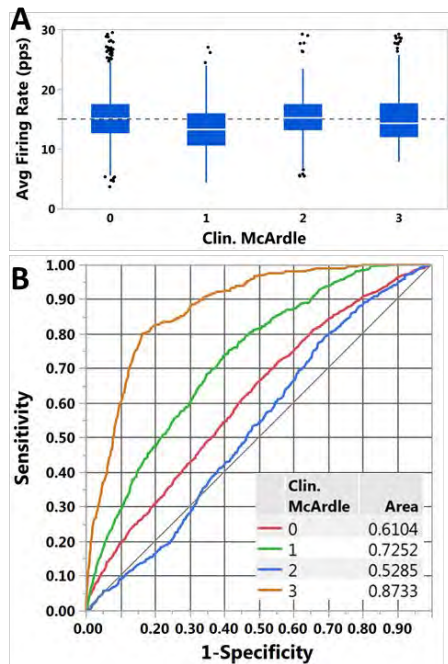 A
Avg Firing Rate (pps)
30
20
10
0
0 1 2 3
Clin. McArdle
B
Sensitivity
1.00
0.90
0.80
0.70
0.60
0.50
0.40
0.30
0.20
0.10
0.00
Clin.
McArdle Area
0 0.6104
1 0.7252
2 0.5285
3 0.8733
0.00 0.20 0.30 0.40 0.50 0.60 0.70 0.80 0.90
1-Specificity